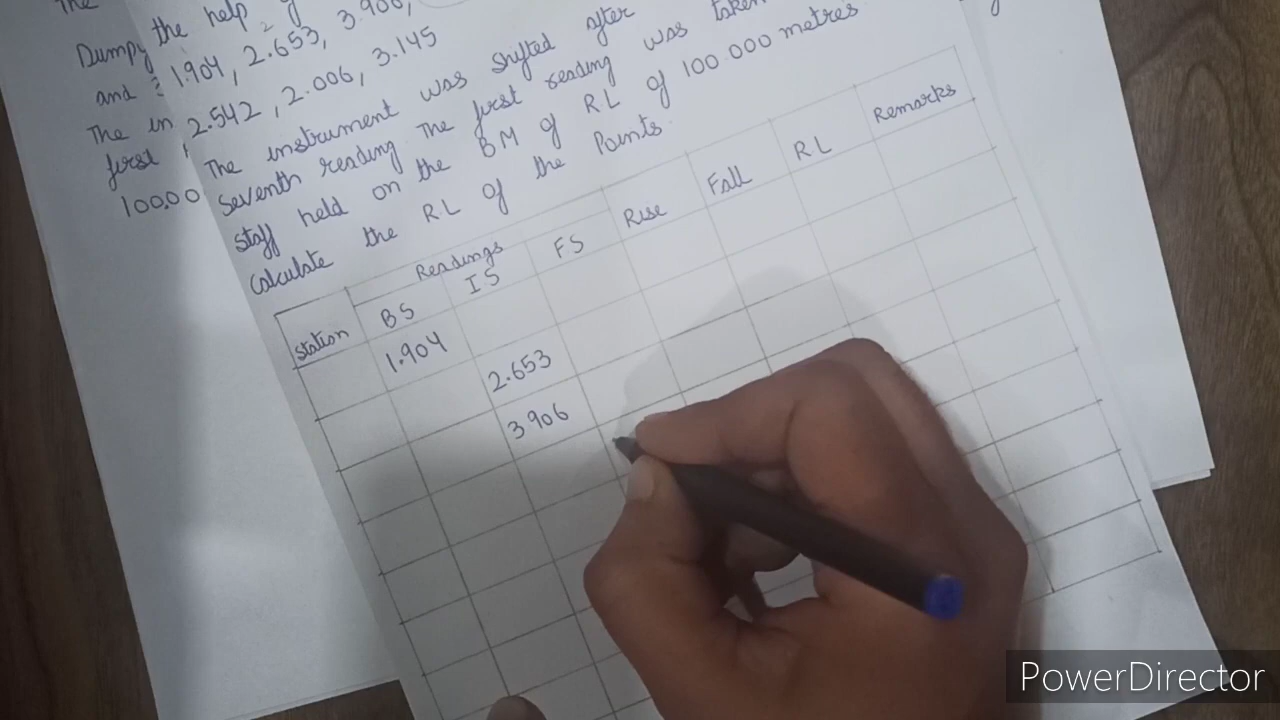 The
Dumpy the help
and 1.904, 2.653, 3.906,
The in 2.542, 2.006, 3.145
first The instrument was shifted after
100.00 Seventh reading The first reading was taken
staff held on the BM of RL of 100.000 metres
Calculate the RL of the Points.
Station Readings Rise Fall RL Remarks
BS IS FS
1.904
2.653
3 906
PowerDirector